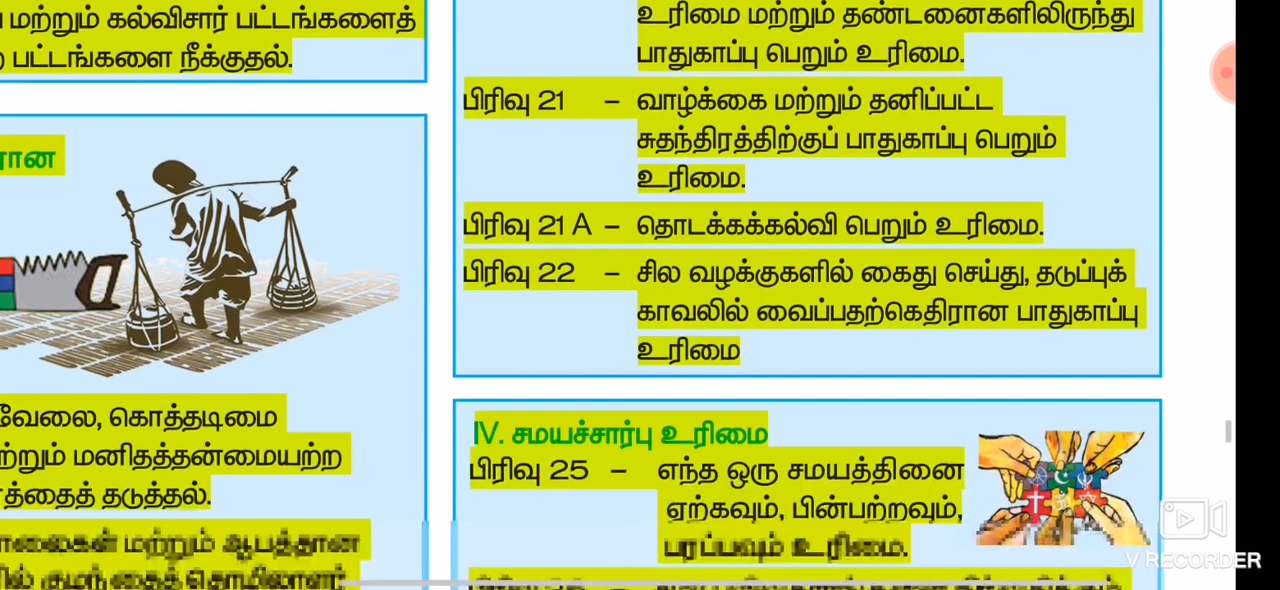 மற்றும் கல்விசார் பட்டங்களைத்
பட்டங்களை நீக்குதல்.
வேலை, கொத்தடிமை
மனிதத்தன்மையற்ற
தடுத்தல்.
மற்றும் ஆபத்தான
உரிமை மற்றும் தண்டனைகளிலிருந்து
பாதுகாப்பு பெறும் உரிமை.
பிரிவு 21 – வாழ்க்கை மற்றும் தனிப்பட்ட
சுதந்திரத்திற்குப் பாதுகாப்பு பெறும்
உரிமை.
பிரிவு 21 A – தொடக்கக்கல்வி பெறும் உரிமை.
பிரிவு 22 – சில வழக்குகளில் கைது செய்து, தடுப்புக்
காவலில் வைப்பதற்கெதிரான பாதுகாப்பு
உரிமை
IV. சமயச்சார்பு உரிமை
பிரிவு 25 – எந்த ஒரு சமயத்தினை
ஏற்கவும், பின்பற்றவும்,
பரப்பவும் உரிமை.
V RECORDER